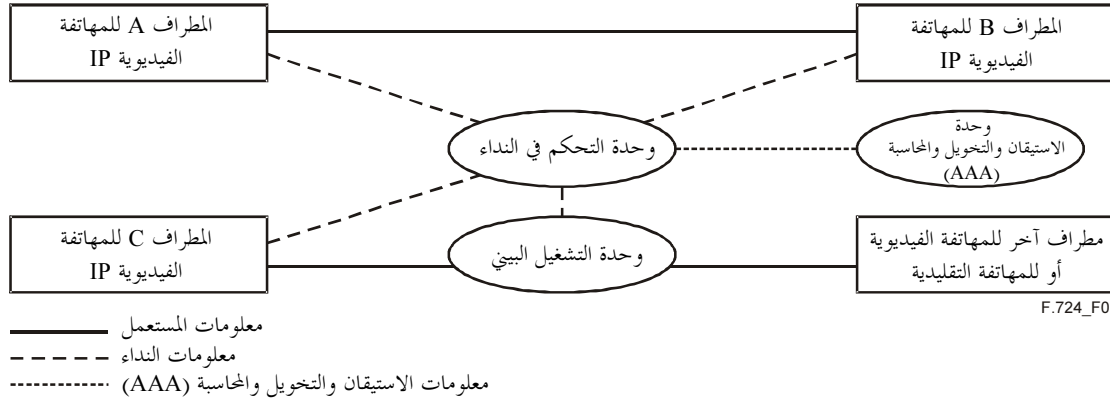 المطراف A للمهاتفة
الفيديوية IP
المطراف B للمهاتفة
الفيديوية IP
وحدة التحكم في النداء
وحدة
الاستيقان والتخويل والمحاسبة
(AAA)
المطراف C للمهاتفة
الفيديوية IP
وحدة التشغيل البيني
مطراف آخر للمهاتفة الفيديوية
أو للمهاتفة التقليدية
F.724_F0
معلومات المستعمل
معلومات النداء
معلومات الاستيقان والتخويل والمحاسبة (AAA)